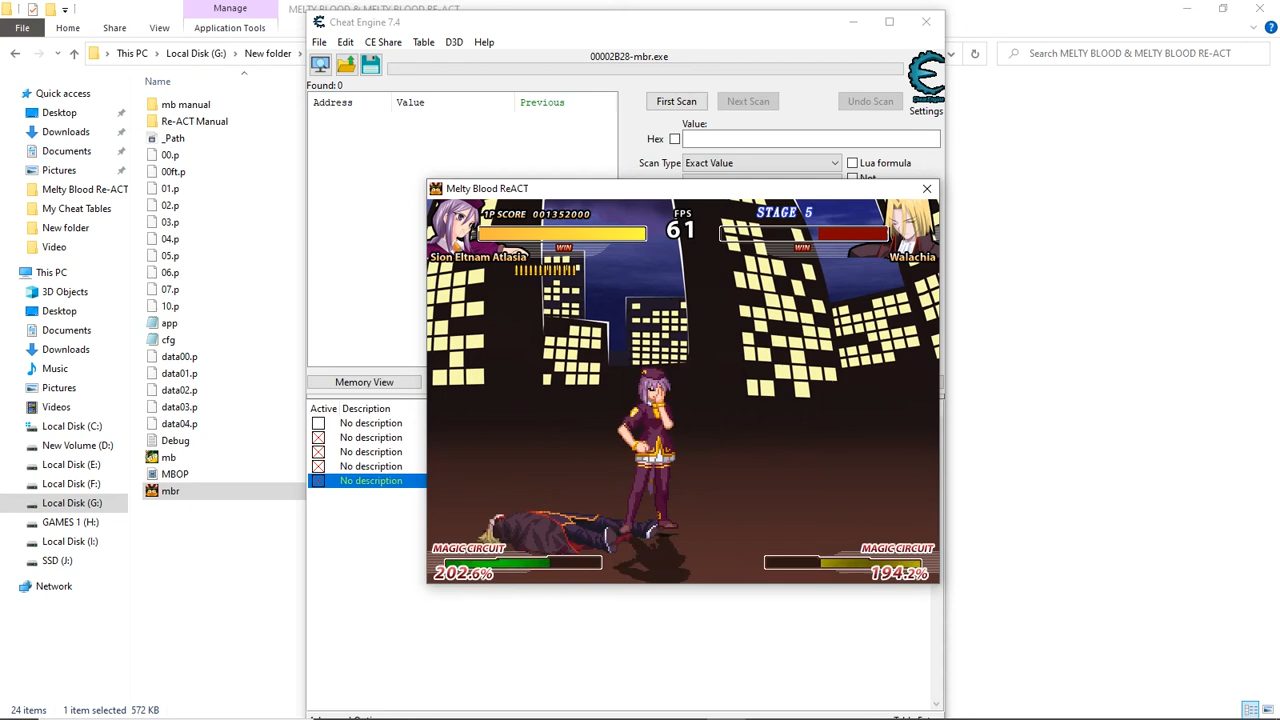 Manage
MELTY BLOOD & MELTY BLOOD RE-ACT
File
Home
Share
View
Application Tools
This PC
Local Disk (G:)
New folder
Search MELTY BLOOD & MELTY BLOOD RE-ACT
Name
Quick access
Desktop
Downloads
Documents
Pictures
Melty Blood Re-ACT
My Cheat Tables
New folder
Video
This PC
3D Objects
Desktop
Documents
Downloads
Music
Pictures
Videos
Local Disk (C:)
New Volume (D:)
Local Disk (E:)
Local Disk (F:)
Local Disk (G:)
GAMES 1 (H:)
Local Disk (I:)
SSD (J:)
Network
mb manual
Re-ACT Manual
_Path
00.p
00ft.p
01.p
02.p
03.p
04.p
05.p
06.p
07.p
10.p
app
cfg
data00.p
data01.p
data02.p
data03.p
data04.p
Debug
mb
MBOP
mbr
24 items
1 item selected 572 KB
Cheat Engine 7.4
File Edit CE Share Table D3D Help
00002B28-mbr.exe
Found: 0
Address Value Previous
First Scan Next Scan Undo Scan
Settings
Value:
Hex
Scan Type Exact Value Lua formula
Not
Memory View
Active Description
No description
No description
No description
No description
No description
Melty Blood ReACT
1P SCORE 001352000
FPS
61
STAGE 5
WIN
WIN
Sion Eltnam Atlasia
Walachia
MAGIC CIRCUIT
202.6%
MAGIC CIRCUIT
194.2%